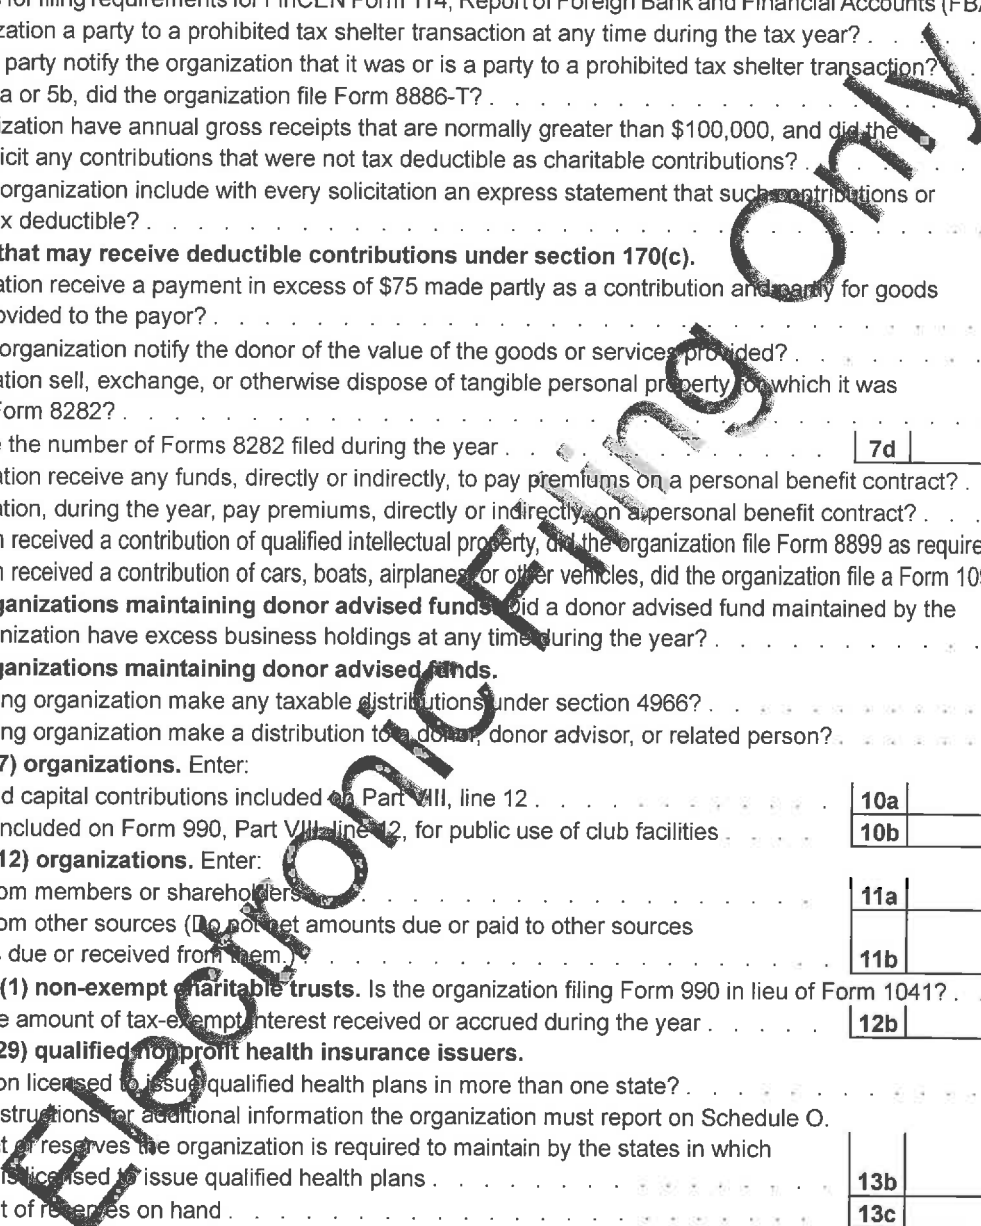 for filing requirements for FinCEN Form 114, Report of Foreign Bank and Financial Accounts (FBA
zation a party to a prohibited tax shelter transaction at any time during the tax year? . . . .
party notify the organization that it was or is a party to a prohibited tax shelter transaction?
a or 5b, did the organization file Form 8886-T? . . . . . . . . . . . . . . . .
ization have annual gross receipts that are normally greater than $100,000, and did the
icit any contributions that were not tax deductible as charitable contributions? . . . . .
organization include with every solicitation an express statement that such contributions or
x deductible? . . . . . . . . . . . . . . . . . . . . . . . . . . .
that may receive deductible contributions under section 170(c).
ation receive a payment in excess of $75 made partly as a contribution and partly for goods
ovided to the payor? . . . . . . . . . . . . . . . . . . . . . . . . .
organization notify the donor of the value of the goods or services provided? . . . . . .
ation sell, exchange, or otherwise dispose of tangible personal property for which it was
Form 8282? . . . . . . . . . . . . . . . . . . . . . . . . . . . .
e the number of Forms 8282 filed during the year . . . . . . . . . . . 7d
ation receive any funds, directly or indirectly, to pay premiums on a personal benefit contract? .
ation, during the year, pay premiums, directly or indirectly, on a personal benefit contract? . . .
n received a contribution of qualified intellectual property, did the organization file Form 8899 as require
n received a contribution of cars, boats, airplanes, or other vehicles, did the organization file a Form 109
ganizations maintaining donor advised funds. Did a donor advised fund maintained by the
nization have excess business holdings at any time during the year? . . . . . . . . .
ganizations maintaining donor advised funds.
ng organization make any taxable distributions under section 4966? . . . . . . . . .
ng organization make a distribution to a donor, donor advisor, or related person? . . . . .
7) organizations. Enter:
d capital contributions included on Part VIII, line 12 . . . . . . . . . . 10a
included on Form 990, Part VIII, line 12, for public use of club facilities . . . . 10b
12) organizations. Enter:
om members or shareholders . . . . . . . . . . . . . . . . . 11a
om other sources (Do not net amounts due or paid to other sources
due or received from them.) . . . . . . . . . . . . . . . . . . 11b
(1) non-exempt charitable trusts. Is the organization filing Form 990 in lieu of Form 1041? .
e amount of tax-exempt interest received or accrued during the year . . . . . 12b
29) qualified nonprofit health insurance issuers.
on licensed to issue qualified health plans in more than one state? . . . . . . . . . .
structions for additional information the organization must report on Schedule O.
t of reserves the organization is required to maintain by the states in which
is licensed to issue qualified health plans . . . . . . . . . . . . . . 13b
t of reserves on hand . . . . . . . . . . . . . . . . . . . . . 13c
Electronic Filing Only